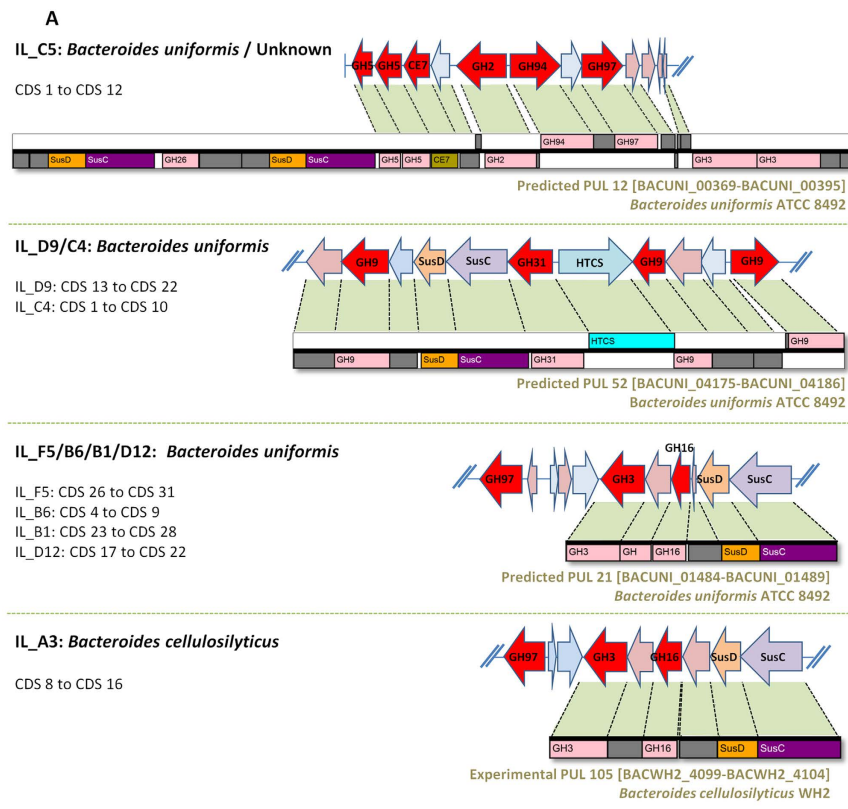 A
IL_C5: Bacteroides uniformis / Unknown
CDS 1 to CDS 12
GH5 GH5 CE7 GH2 GH94 GH97
GH94 GH97
SusD SusC GH26 SusD SusC GH5 GH5 CE7 GH2 GH3 GH3
Predicted PUL 12 [BACUNI_00369-BACUNI_00395]
Bacteroides uniformis ATCC 8492
IL_D9/C4: Bacteroides uniformis
IL_D9: CDS 13 to CDS 22
IL_C4: CDS 1 to CDS 10
GH9 SusD SusC GH31 HTCS GH9 GH9
HTCS GH9
GH9 SusD SusC GH31 GH9
Predicted PUL 52 [BACUNI_04175-BACUNI_04186]
Bacteroides uniformis ATCC 8492
IL_F5/B6/B1/D12: Bacteroides uniformis
IL_F5: CDS 26 to CDS 31
IL_B6: CDS 4 to CDS 9
IL_B1: CDS 23 to CDS 28
IL_D12: CDS 17 to CDS 22
GH16
GH97 GH3 SusD SusC
GH3 GH GH16 SusD SusC
Predicted PUL 21 [BACUNI_01484-BACUNI_01489]
Bacteroides uniformis ATCC 8492
IL_A3: Bacteroides cellulosilyticus
CDS 8 to CDS 16
GH97 GH3 GH16 SusD SusC
GH3 GH16 SusD SusC
Experimental PUL 105 [BACWH2_4099-BACWH2_4104]
Bacteroides cellulosilyticus WH2